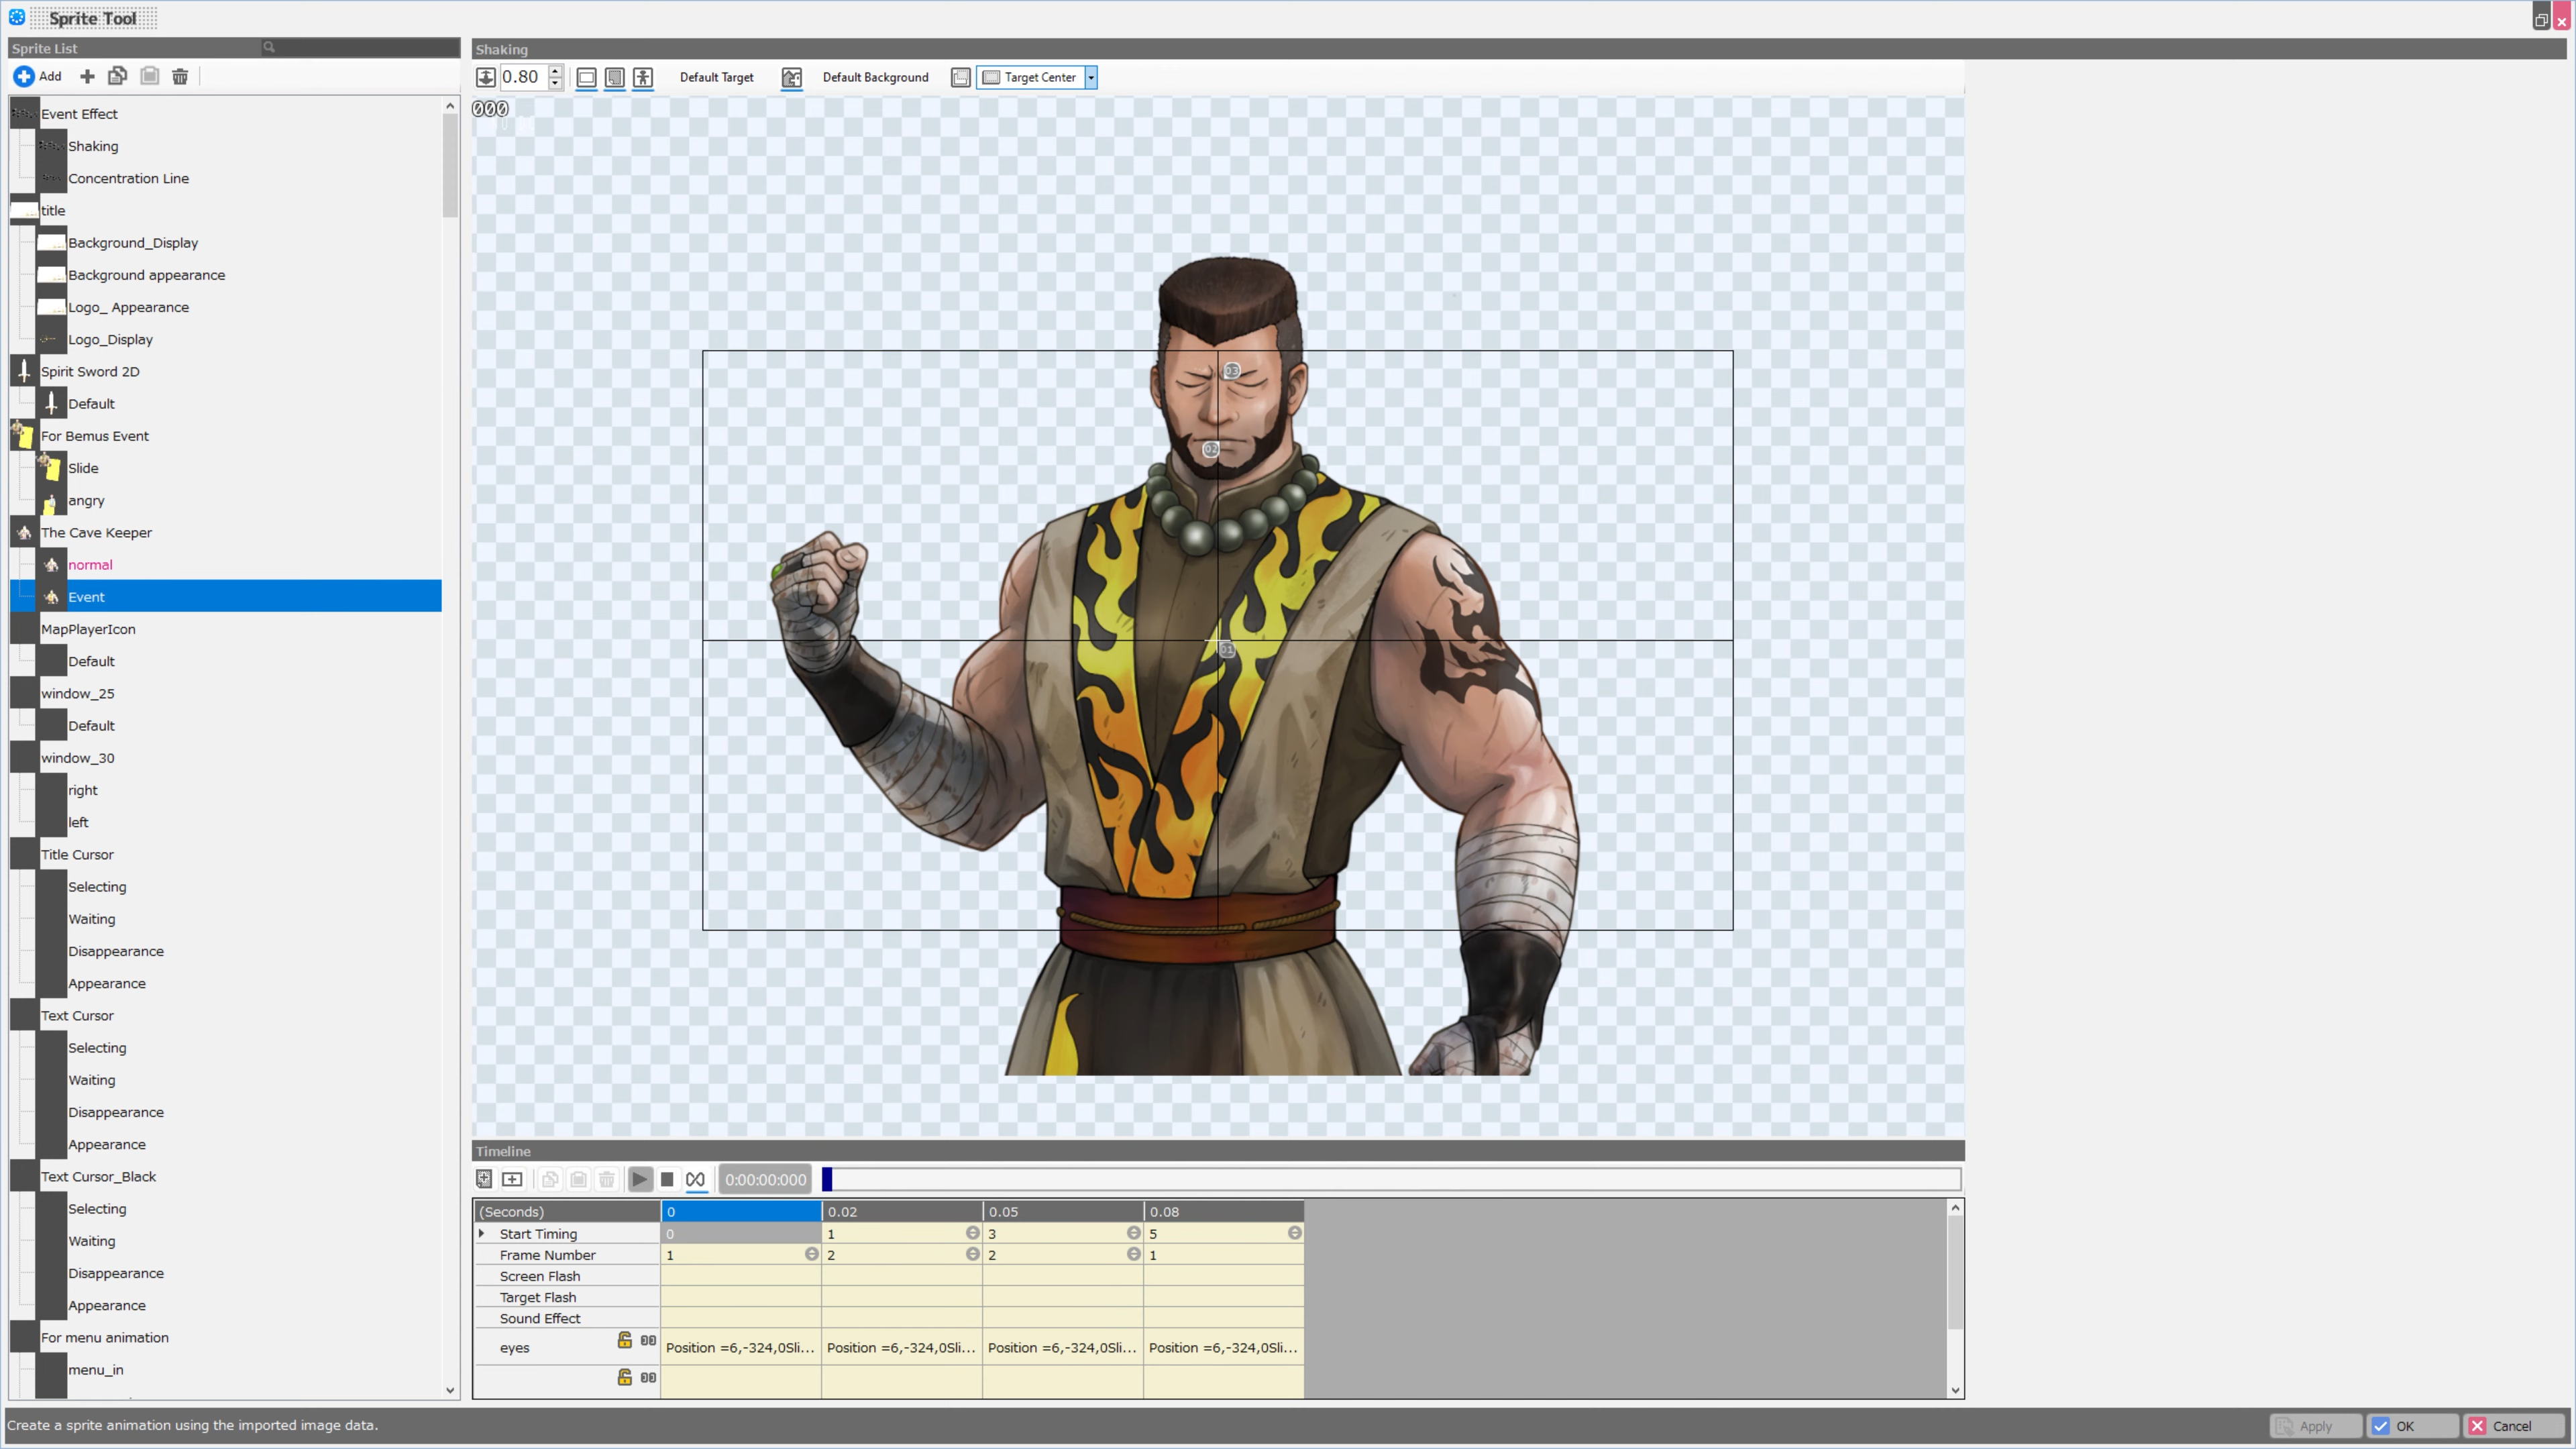 Sprite Tool
Sprite List
Add
Event Effect
Shaking
Concentration Line
title
Background_Display
Background appearance
Logo_ Appearance
Logo_Display
Spirit Sword 2D
Default
For Bemus Event
Slide
angry
The Cave Keeper
normal
Event
MapPlayerIcon
Default
window_25
Default
window_30
right
left
Title Cursor
Selecting
Waiting
Disappearance
Appearance
Text Cursor
Selecting
Waiting
Disappearance
Appearance
Text Cursor_Black
Selecting
Waiting
Disappearance
Appearance
For menu animation
menu_in
Shaking
0.80 Default Target Default Background Target Center
000
03
02
01
Timeline
0:00:00:000
(Seconds) 0 0.02 0.05 0.08
Start Timing 0 1 3 5
Frame Number 1 2 2 1
Screen Flash
Target Flash
Sound Effect
eyes Position =6,-324,0Sli... Position =6,-324,0Sli... Position =6,-324,0Sli... Position =6,-324,0Sli...
Create a sprite animation using the imported image data.
Apply OK Cancel